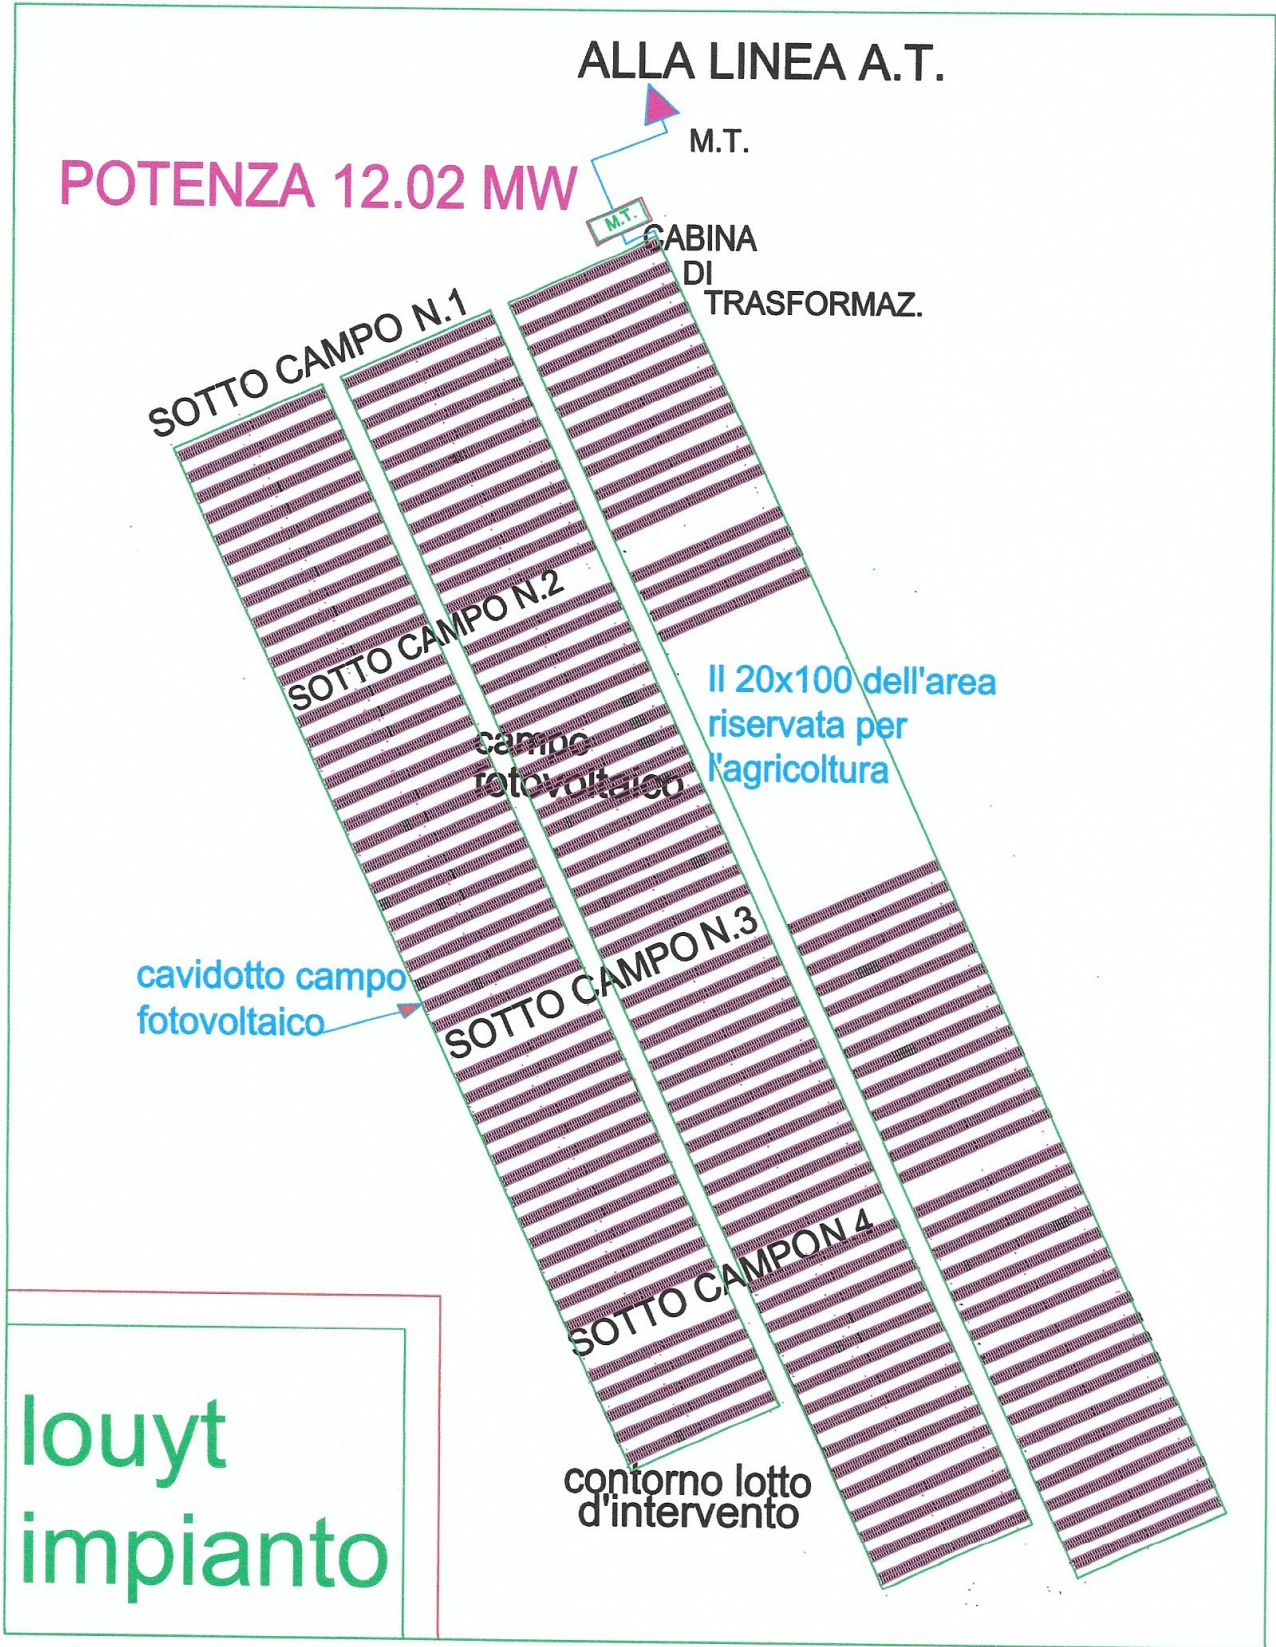 ALLA LINEA A.T.
M.T.
POTENZA 12.02 MW
M.T.
CABINA
DI
TRASFORMAZ.
SOTTO CAMPO N.1
SOTTO CAMPO N.2
Il 20x100 dell'area
riservata per
l'agricoltura
campo
fotovoltaico
SOTTO CAMPO N.3
cavidotto campo
fotovoltaico
SOTTO CAMPO N.4
contorno lotto
d'intervento
louyt
impianto